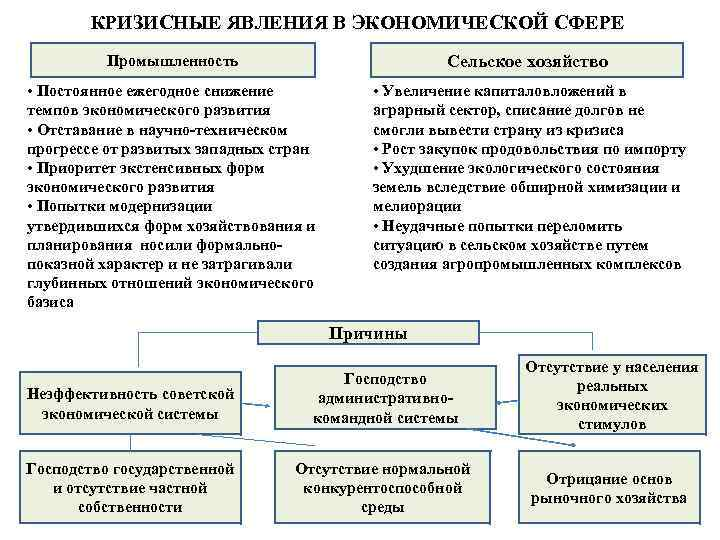 КРИЗИСНЫЕ ЯВЛЕНИЯ В ЭКОНОМИЧЕСКОЙ СФЕРЕ
Промышленность
• Постоянное ежегодное снижение
темпов экономического развития
• Отставание в научно-техническом
прогрессе от развитых западных стран
• Приоритет экстенсивных форм
экономического развития
• Попытки модернизации
утвердившихся форм хозяйствования и
планирования носили формально-
показной характер и не затрагивали
глубинных отношений экономического
базиса
Сельское хозяйство
• Увеличение капиталовложений в
аграрный сектор, списание долгов не
смогли вывести страну из кризиса
• Рост закупок продовольствия по импорту
• Ухудшение экологического состояния
земель вследствие обширной химизации и
мелиорации
• Неудачные попытки переломить
ситуацию в сельском хозяйстве путем
создания агропромышленных комплексов
Причины
Неэффективность советской
экономической системы
Господство
административно-
командной системы
Отсутствие у населения
реальных
экономических
стимулов
Господство государственной
и отсутствие частной
собственности
Отсутствие нормальной
конкурентоспособной
среды
Отрицание основ
рыночного хозяйства